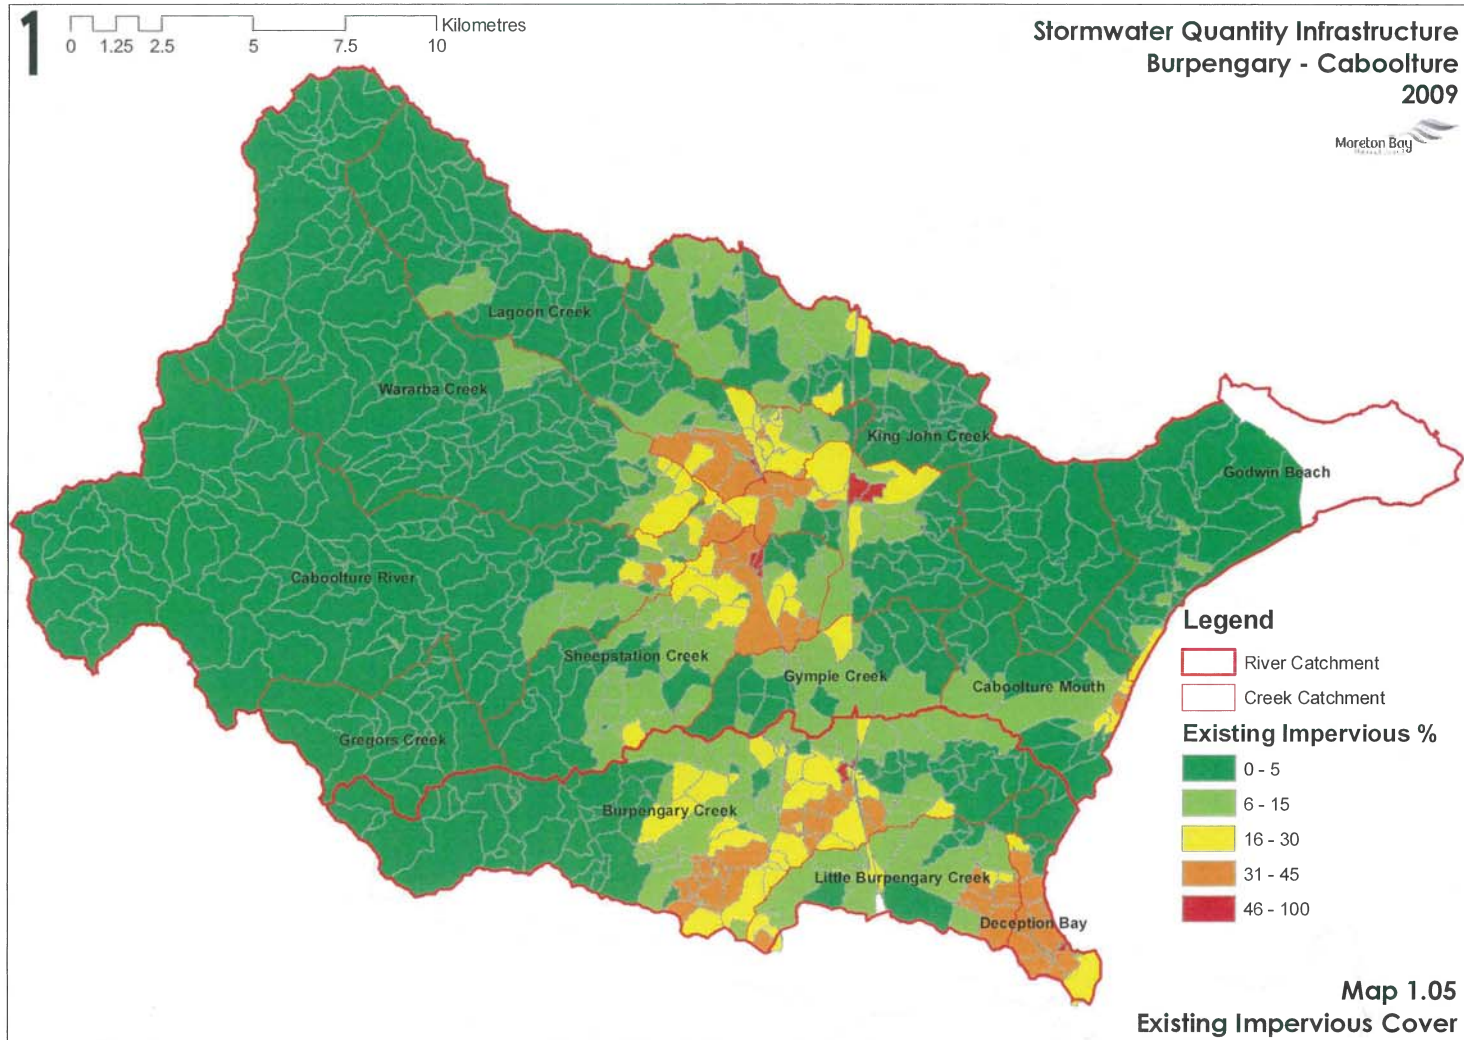 1
Kilometres
0 1.25 2.5 5 7.5 10
Stormwater Quantity Infrastructure
Burpengary - Caboolture
2009
Moreton Bay
Lagoon Creek
Wararba Creek
King John Creek
Godwin Beach
Caboolture River
Sheepstation Creek
Gympie Creek
Caboolture Mouth
Gregors Creek
Burpengary Creek
Little Burpengary Creek
Deception Bay
Legend
River Catchment
Creek Catchment
Existing Impervious %
0 - 5
6 - 15
16 - 30
31 - 45
46 - 100
Map 1.05
Existing Impervious Cover